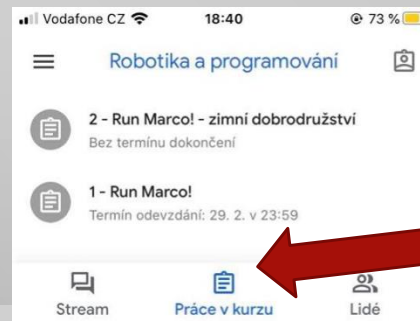 Vodafone CZ 18:40 73 %
Robotika a programování
2 - Run Marco! - zimní dobrodružství
Bez termínu dokončení
1 - Run Marco!
Termín odevzdání: 29. 2. v 23:59
Stream Práce v kurzu Lidé